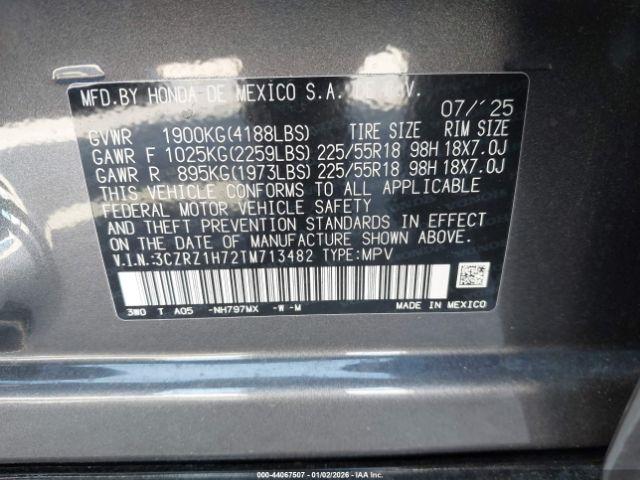 MFD.BY HONDA DE MEXICO S.A. DE C.V. 07/'25
GVWR 1900KG(4188LBS) TIRE SIZE RIM SIZE
GAWR F 1025KG(2259LBS) 225/55R18 98H 18X7.0J
GAWR R 895KG(1973LBS) 225/55R18 98H 18X7.0J
THIS VEHICLE CONFORMS TO ALL APPLICABLE
FEDERAL MOTOR VEHICLE SAFETY
AND THEFT PREVENTION STANDARDS IN EFFECT
ON THE DATE OF MANUFACTURE SHOWN ABOVE.
V.I.N.:3CZRZ1H72TM713482 TYPE:MPV
3W0 T A05 -NH797MX -W -M MADE IN MEXICO
000-44067507 - 01/02/2026 - IAA Holdings, LLC.